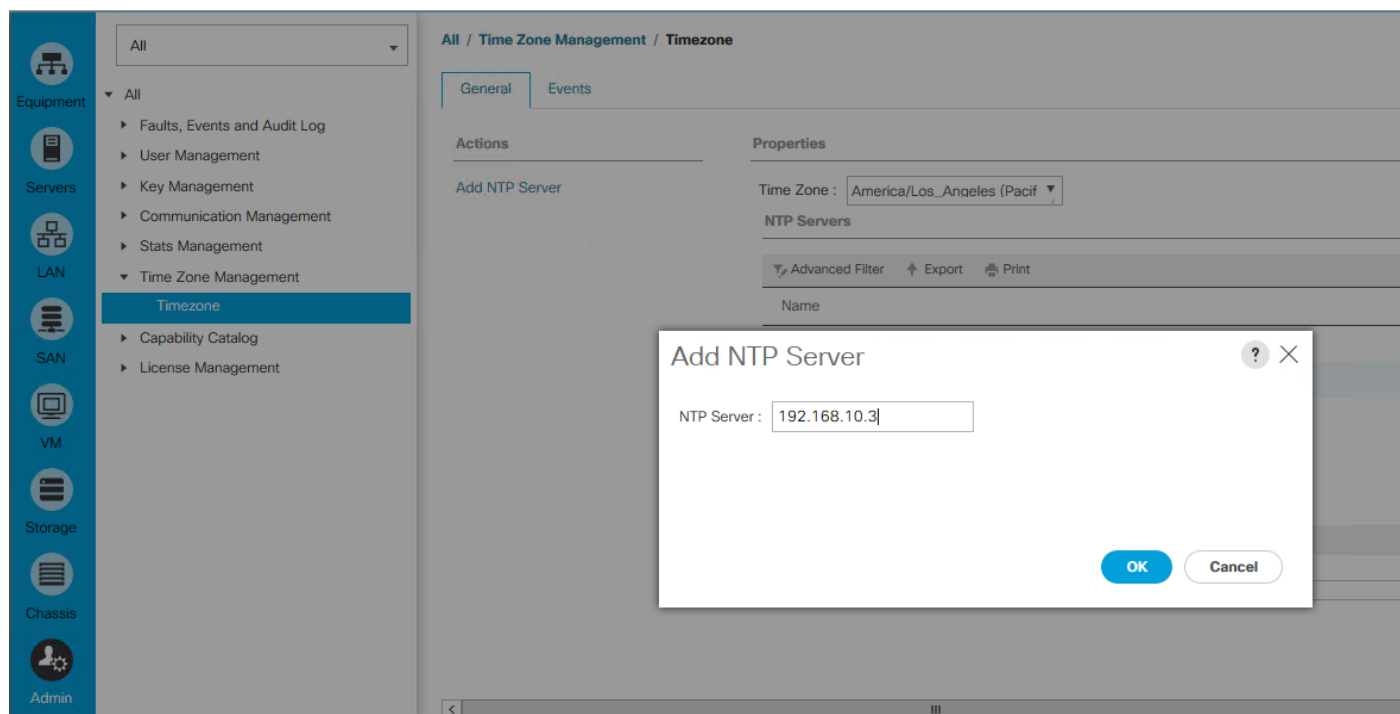 Equipment
Servers
LAN
SAN
VM
Storage
Chassis
Admin
All
All
Faults, Events and Audit Log
User Management
Key Management
Communication Management
Stats Management
Time Zone Management
Timezone
Capability Catalog
License Management
All / Time Zone Management / Timezone
General Events
Actions
Add NTP Server
Properties
Time Zone : America/Los_Angeles (Pacif
NTP Servers
Advanced Filter Export Print
Name
Add NTP Server ?
NTP Server : 192.168.10.3
OK Cancel